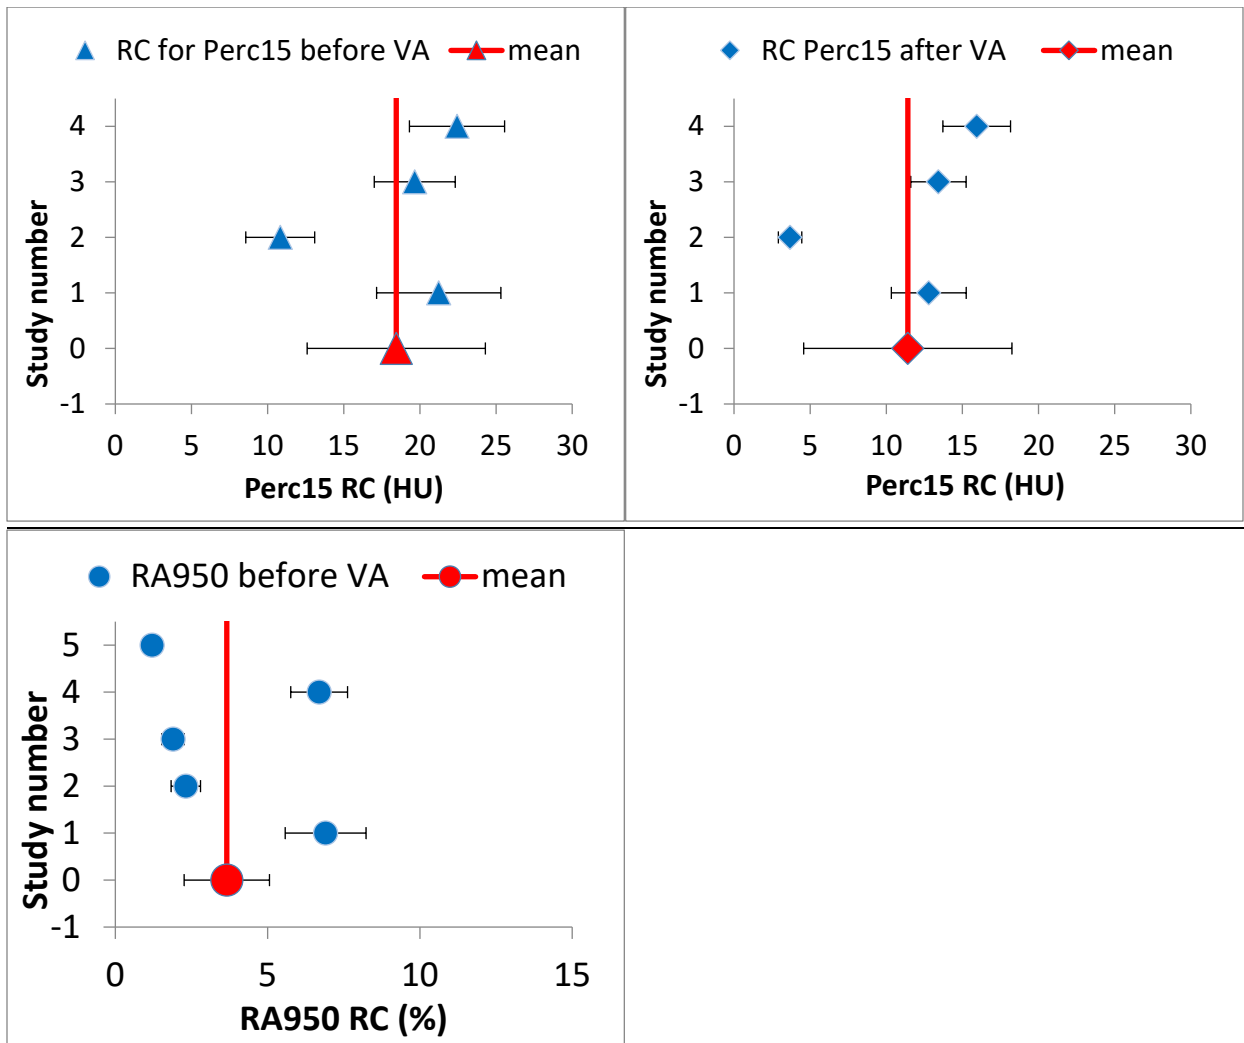 RC for Perc15 before VA mean
Study number
4
3
2
1
0
-1
0 5 10 15 20 25 30
Perc15 RC (HU)
RC Perc15 after VA mean
Study number
4
3
2
1
0
-1
0 5 10 15 20 25 30
Perc15 RC (HU)
RA950 before VA mean
Study number
5
4
3
2
1
0
-1
0 5 10 15
RA950 RC (%)